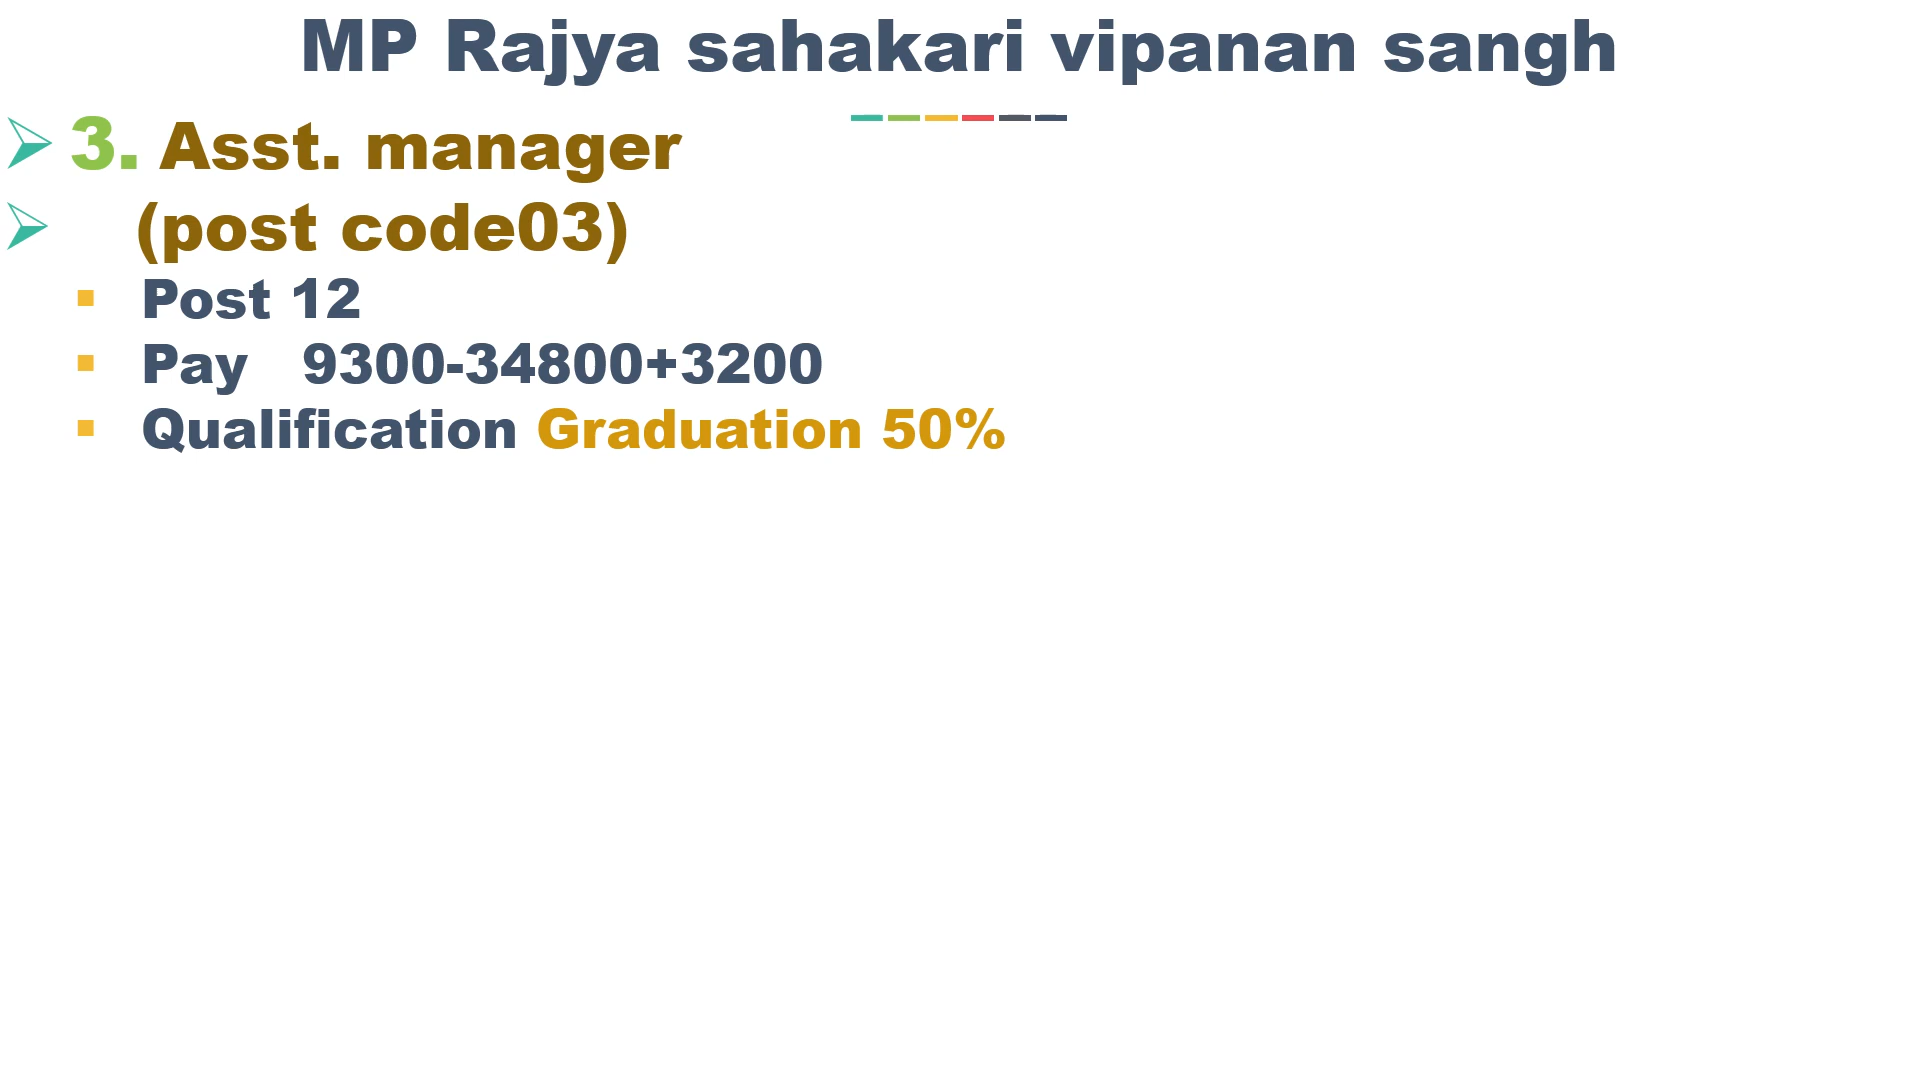 MP Rajya sahakari vipanan sangh
3. Asst. manager
(post code03)
Post 12
Pay 9300-34800+3200
Qualification Graduation 50%